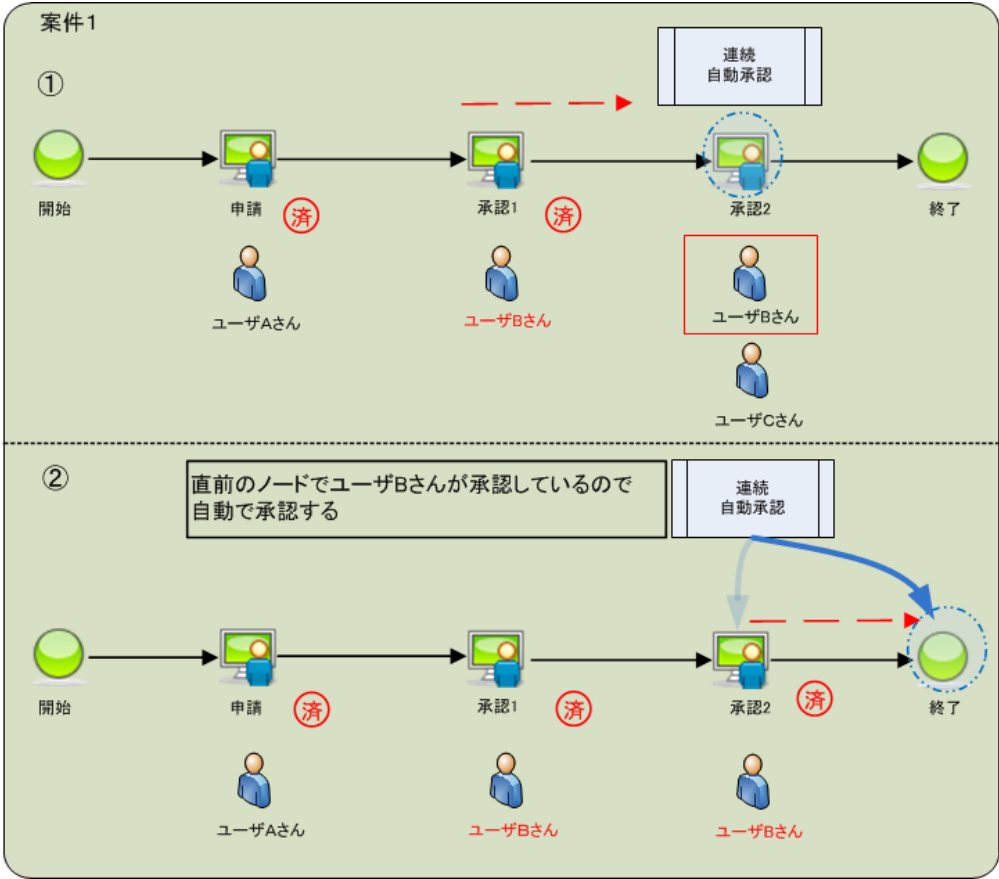 案件1
①
連続
自動承認
開始
申請
済
承認1
済
承認2
終了
ユーザAさん
ユーザBさん
ユーザBさん
ユーザCさん
②
直前のノードでユーザBさんが承認しているので
自動で承認する
連続
自動承認
開始
申請
済
承認1
済
承認2
済
終了
ユーザAさん
ユーザBさん
ユーザBさん